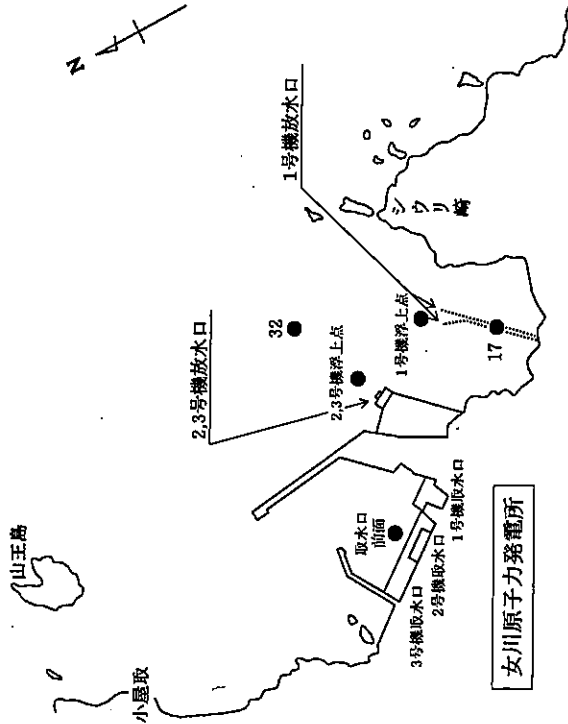 山王島
小屋取
N
2,3号機放水口
1号機放水口
32
2,3号機浮上点
1号機浮上点
17
シウリ崎
取水口
前面
3号機取水口
2号機取水口
1号機取水口
女川原子力発電所